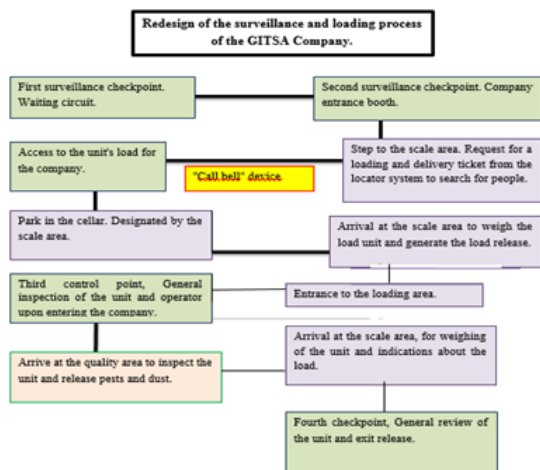 Redesign of the surveillance and loading process
of the GITSA Company.
First surveillance checkpoint.
Waiting circuit.
Second surveillance checkpoint. Company
entrance booth.
Access to the unit's load for
the company.
"Call bell" device.
Step to the scale area. Request for a
loading and delivery ticket from the
locator system to search for people.
Park in the cellar. Designated by the
scale area.
Arrival at the scale area to weigh the
load unit and generate the load release.
Third control point, General
inspection of the unit and operator
upon entering the company.
Entrance to the loading area.
Arrive at the quality area to inspect the
unit and release pests and dust.
Arrival at the scale area, for weighing
of the unit and indications about the
load.
Fourth checkpoint, General review of
the unit and exit release.